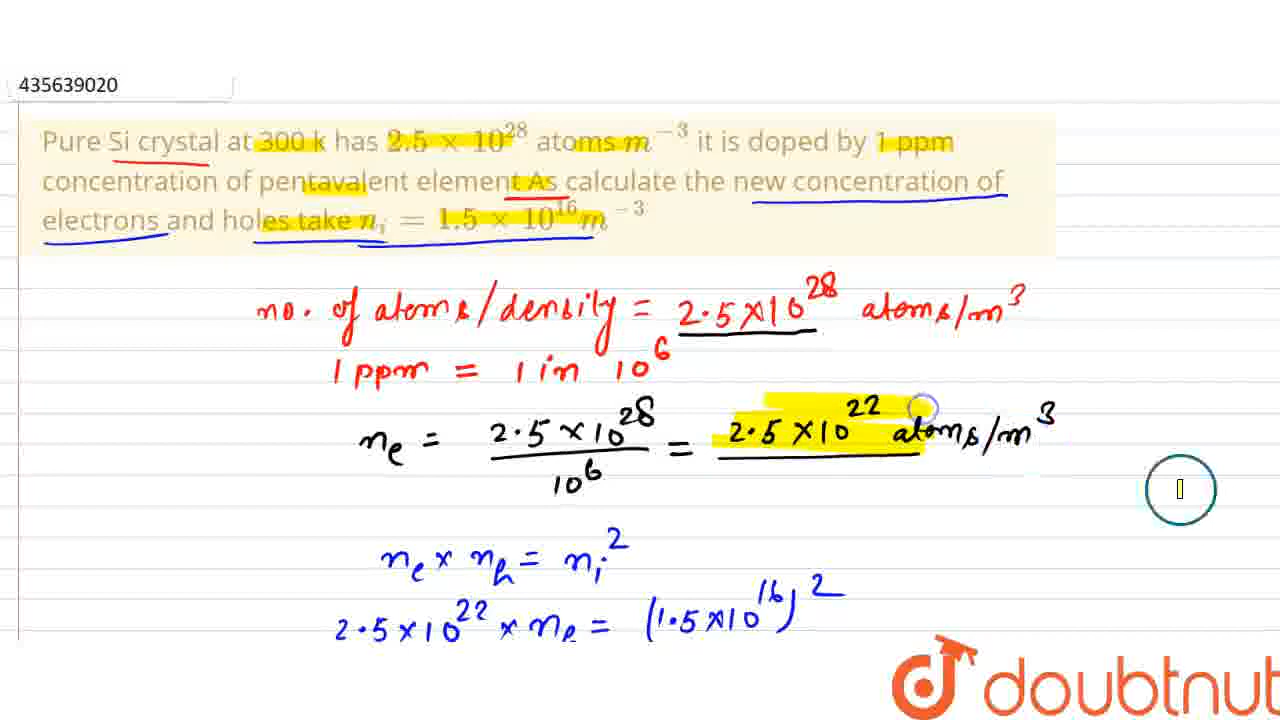 435639020
Pure Si crystal at 300 k has 2.5 × 10^28 atoms m^−3 it is doped by 1 ppm
concentration of pentavalent element As calculate the new concentration of
electrons and holes take n_i = 1.5 × 10^16 m^−3
no. of atoms/density = 2.5×10^28 atoms/m^3
1 ppm = 1 in 10^6
n_e = 2.5×10^28 / 10^6 = 2.5×10^22 atoms/m^3
n_e × n_h = n_i^2
2.5×10^22 × n_h = (1.5×10^16)^2
doubtnut